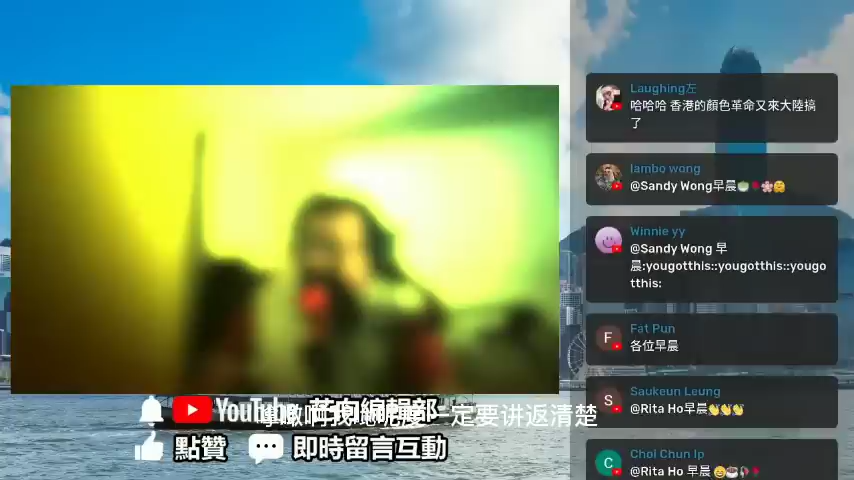 Laughing左
哈哈哈 香港的顏色革命又來大陸搞
了
lambo wong
@Sandy Wong早晨
Winnie yy
@Sandy Wong 早
晨:yougotthis::yougotthis::yougo
tthis:
F
Fat Pun
各位早晨
S
Saukeun Leung
@Rita Ho早晨
C
Choi Chun Ip
@Rita Ho 早晨
YouTube
一定要讲返清楚
點贊
即時留言互動